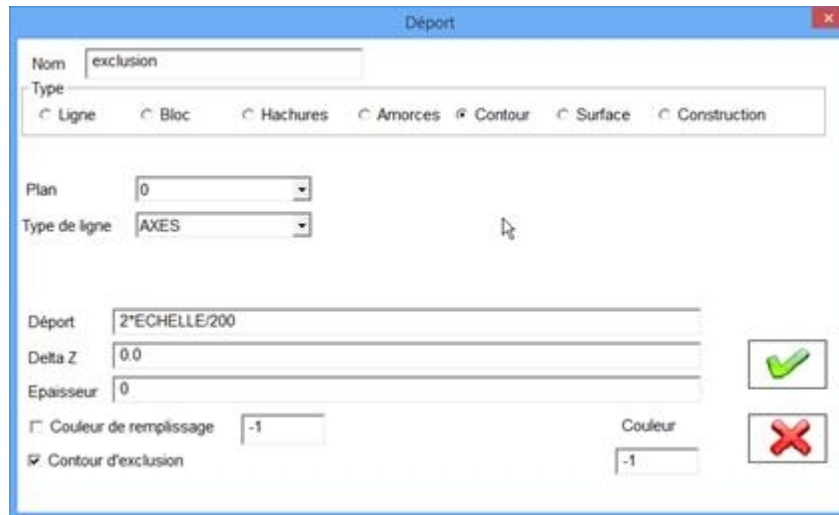 Déport
Nom exclusion
Type
Ligne Bloc Hachures Amorces Contour Surface Construction
Plan 0
Type de ligne AXES
Déport 2*ECHELLE/200
Delta Z 0.0
Epaisseur 0
Couleur de remplissage -1 Couleur
Contour d'exclusion -1